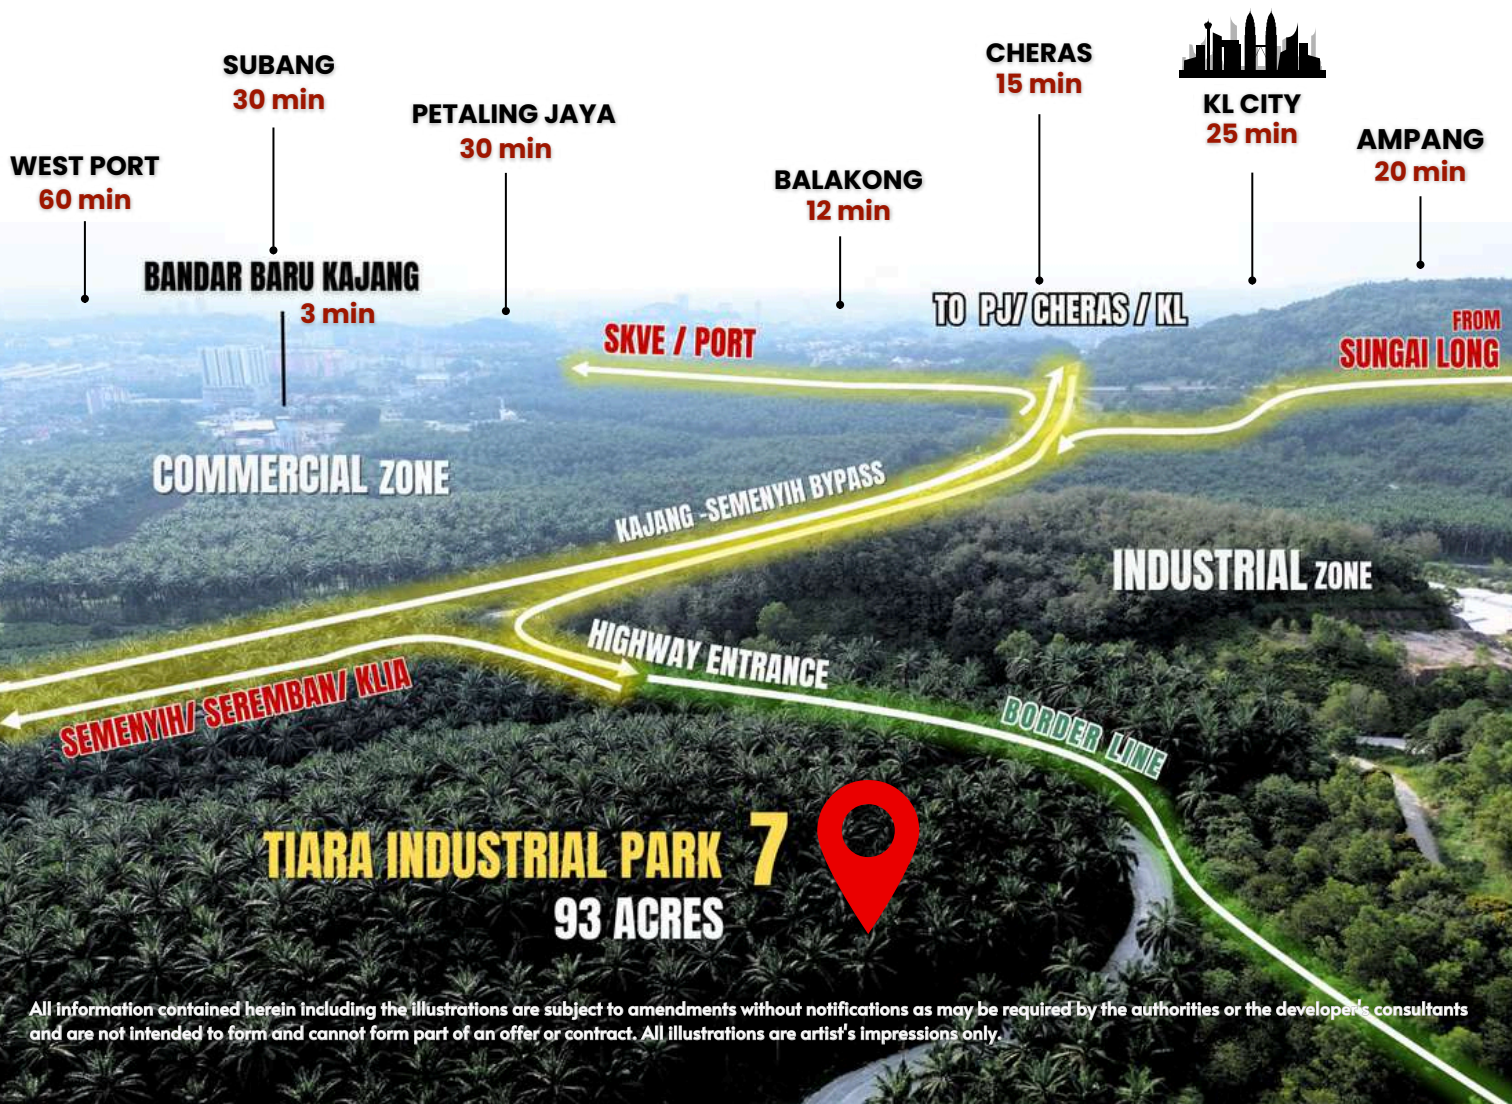 CHERAS
15 min
SUBANG
30 min
KL CITY
25 min
PETALING JAYA
30 min
AMPANG
20 min
WEST PORT
60 min
BALAKONG
12 min
BANDAR BARU KAJANG
3 min
TO PJ/ CHERAS / KL
SKVE / PORT
FROM
SUNGAI LONG
COMMERCIAL ZONE
KAJANG -SEMENYIH BYPASS
INDUSTRIAL ZONE
HIGHWAY ENTRANCE
SEMENYIH/ SEREMBAN/ KLIA
BORDER LINE
TIARA INDUSTRIAL PARK 7
93 ACRES
All information contained herein including the illustrations are subject to amendments without notifications as may be required by the authorities or the developer's consultants
and are not intended to form and cannot form part of an offer or contract. All illustrations are artist's impressions only.